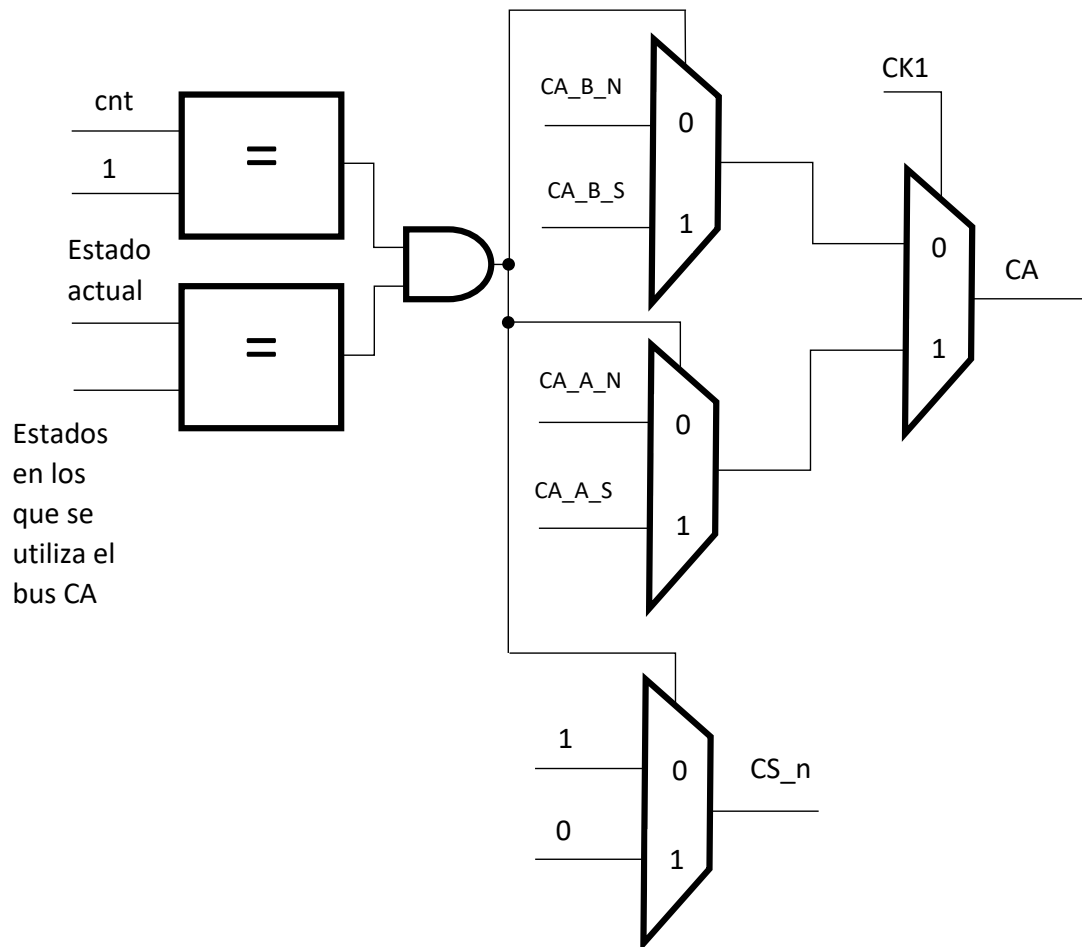 cnt
1
=
Estado
actual
=
Estados
en los
que se
utiliza el
bus CA
CA_B_N
0
CA_B_S
1
CA_A_N
0
CA_A_S
1
CK1
0
1
CA
1
0
0
1
CS_n